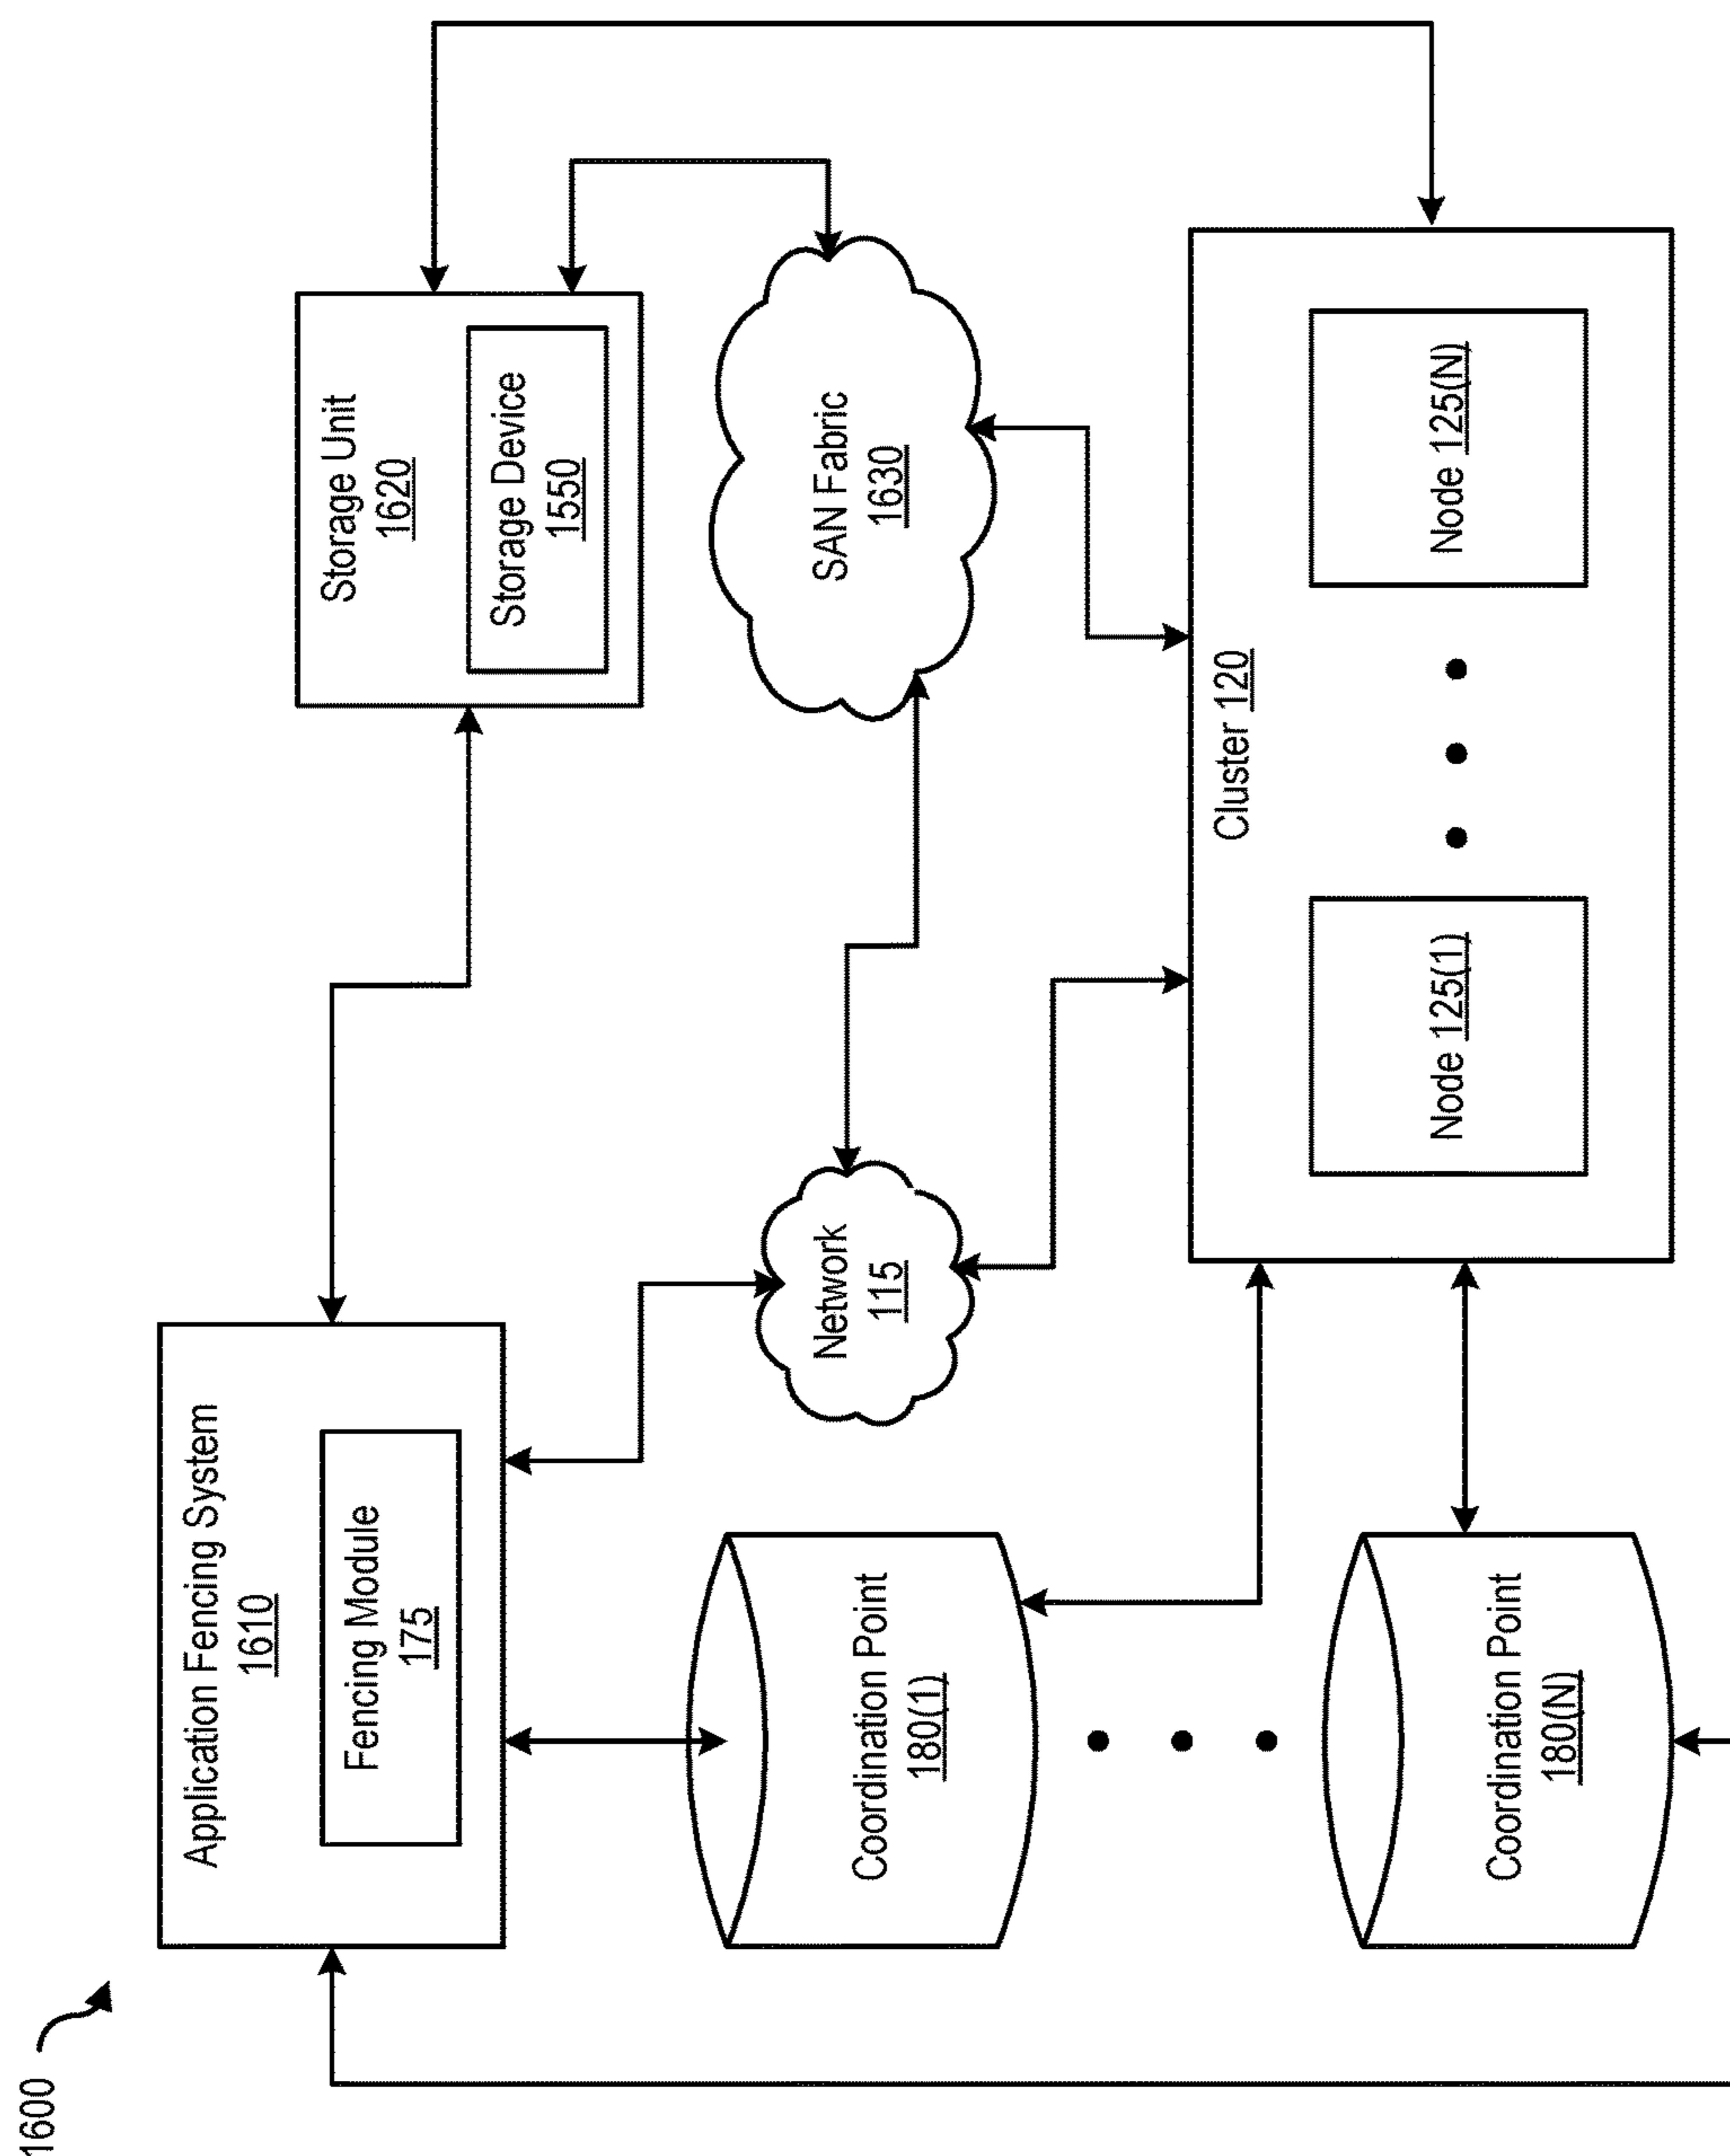 1600
Application Fencing System
1610
Fencing Module
175
Storage Unit
1620
Storage Device
1550
Coordination Point
180(1)
Network
115
SAN Fabric
1630
Coordination Point
180(N)
Cluster 120
Node 125(1)
Node 125(N)